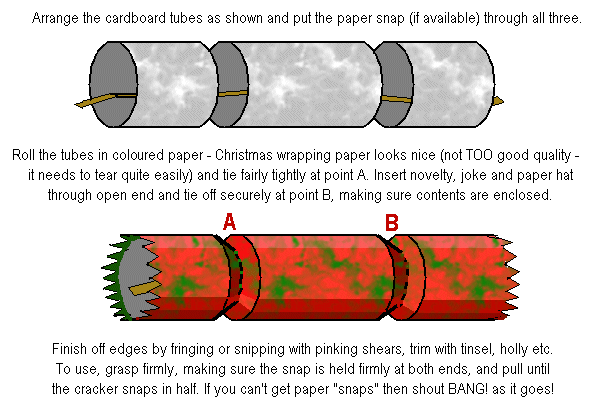 Arrange the cardboard tubes as shown and put the paper snap (if available) through all three.
Roll the tubes in coloured paper - Christmas wrapping paper looks nice (not TOO good quality -
it needs to tear quite easily) and tie fairly tightly at point A. Insert novelty, joke and paper hat
through open end and tie off securely at point B, making sure contents are enclosed.
A B
Finish off edges by fringing or snipping with pinking shears, trim with tinsel, holly etc.
To use, grasp firmly, making sure the snap is held firmly at both ends, and pull until
the cracker snaps in half. If you can't get paper "snaps" then shout BANG! as it goes!